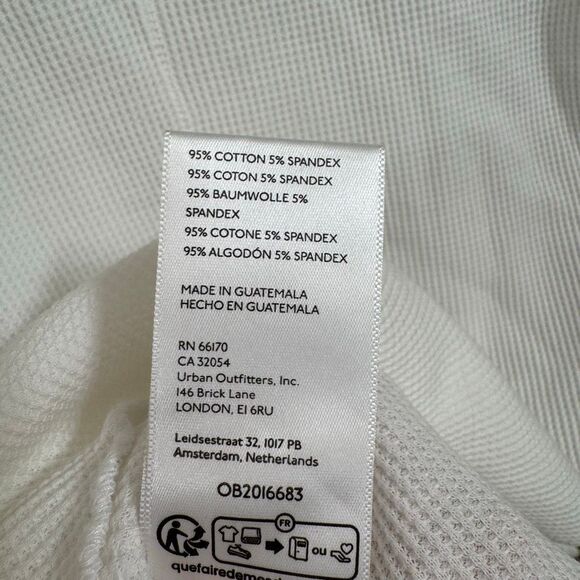 95% COTTON 5% SPANDEX
95% COTON 5% SPANDEX
95% BAUMWOLLE 5%
SPANDEX
95% COTONE 5% SPANDEX
95% ALGODÓN 5% SPANDEX
MADE IN GUATEMALA
HECHO EN GUATEMALA
RN 66170
CA 32054
Urban Outfitters, Inc.
146 Brick Lane
LONDON, E1 6RU
Leidsestraat 32, 1017 PB
Amsterdam, Netherlands
OB2016683
FR
ou